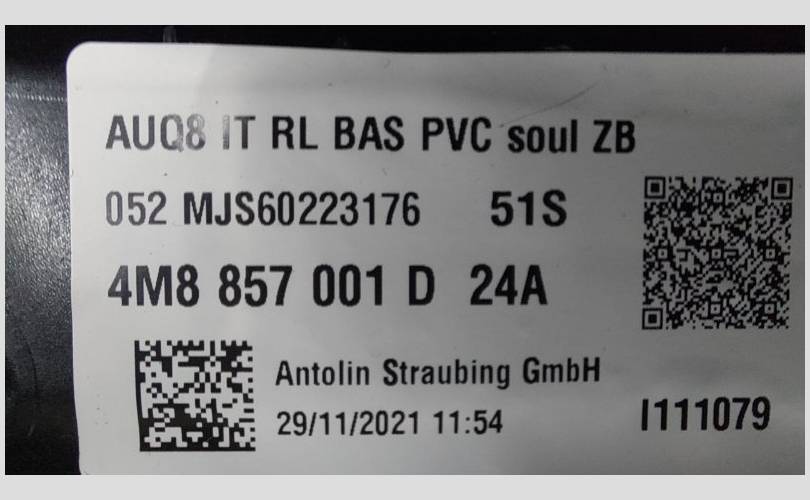 AUQ8 IT RL BAS PVC soul ZB
052 MJS60223176 51S
4M8 857 001 D 24A
Antolin Straubing GmbH
29/11/2021 11:54
I111079